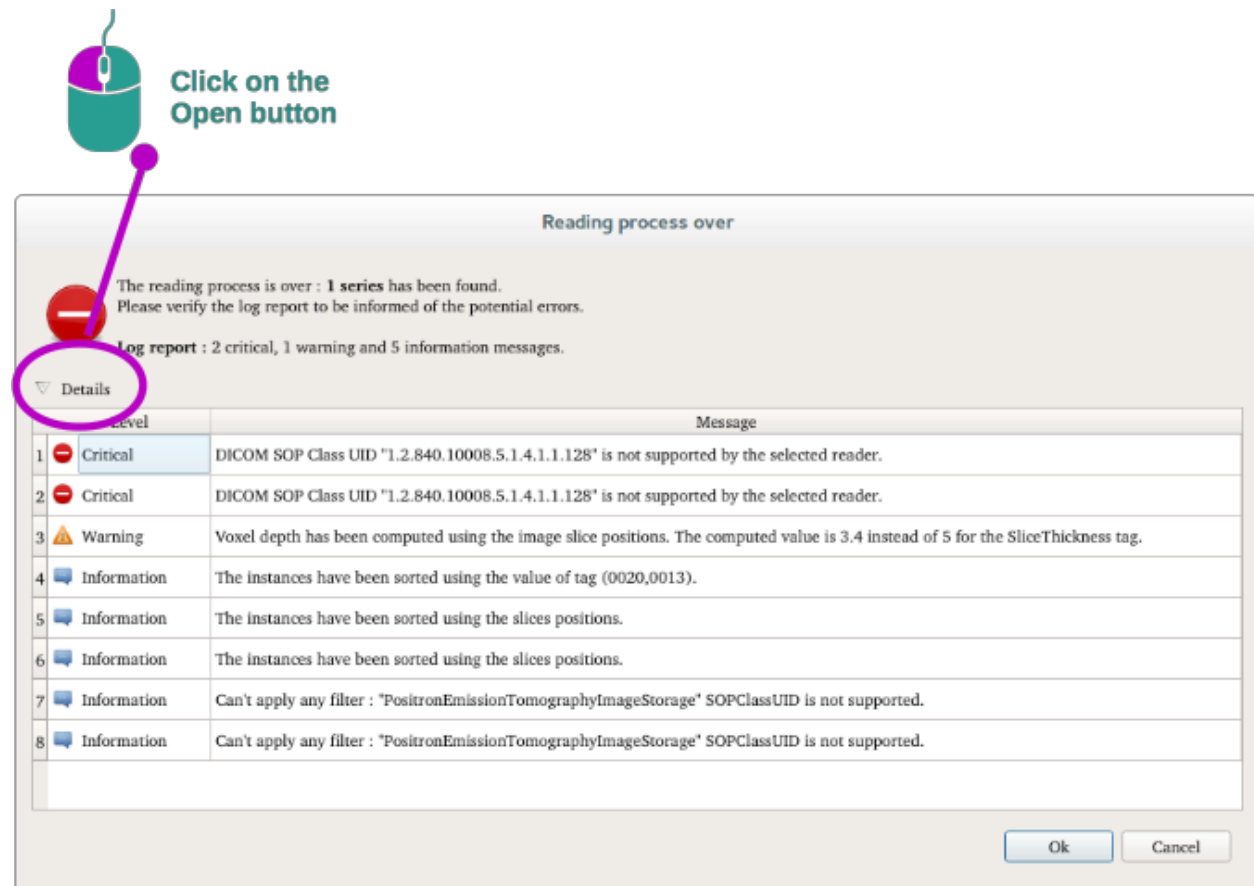 Click on the
Open button
Reading process over
The reading process is over : 1 series has been found.
Please verify the log report to be informed of the potential errors.
Log report : 2 critical, 1 warning and 5 information messages.
Details
Level Message
1 Critical DICOM SOP Class UID "1.2.840.10008.5.1.4.1.1.128" is not supported by the selected reader.
2 Critical DICOM SOP Class UID "1.2.840.10008.5.1.4.1.1.128" is not supported by the selected reader.
3 Warning Voxel depth has been computed using the image slice positions. The computed value is 3.4 instead of 5 for the SliceThickness tag.
4 Information The instances have been sorted using the value of tag (0020,0013).
5 Information The instances have been sorted using the slices positions.
6 Information The instances have been sorted using the slices positions.
7 Information Can't apply any filter : "PositronEmissionTomographyImageStorage" SOPClassUID is not supported.
8 Information Can't apply any filter : "PositronEmissionTomographyImageStorage" SOPClassUID is not supported.
Ok Cancel